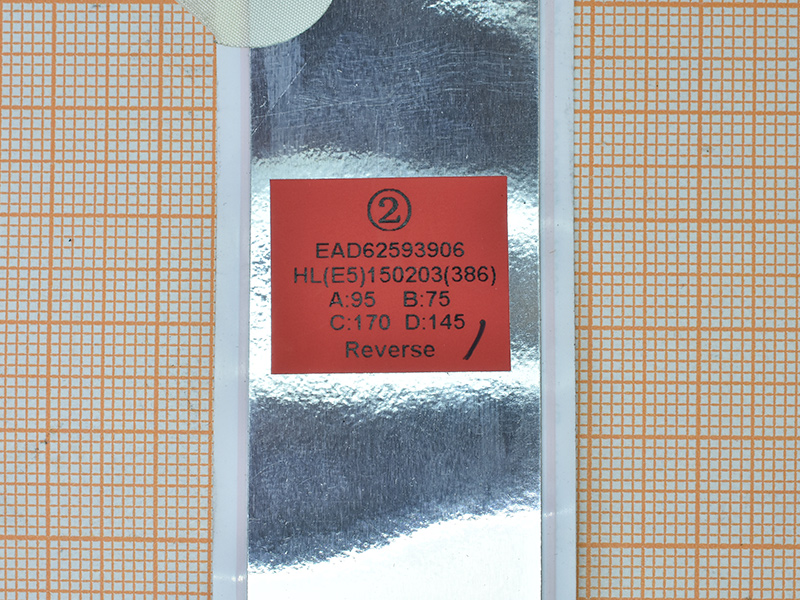 ②
EAD62593906
HL(E5)150203(386)
A:95 B:75
C:170 D:145
Reverse